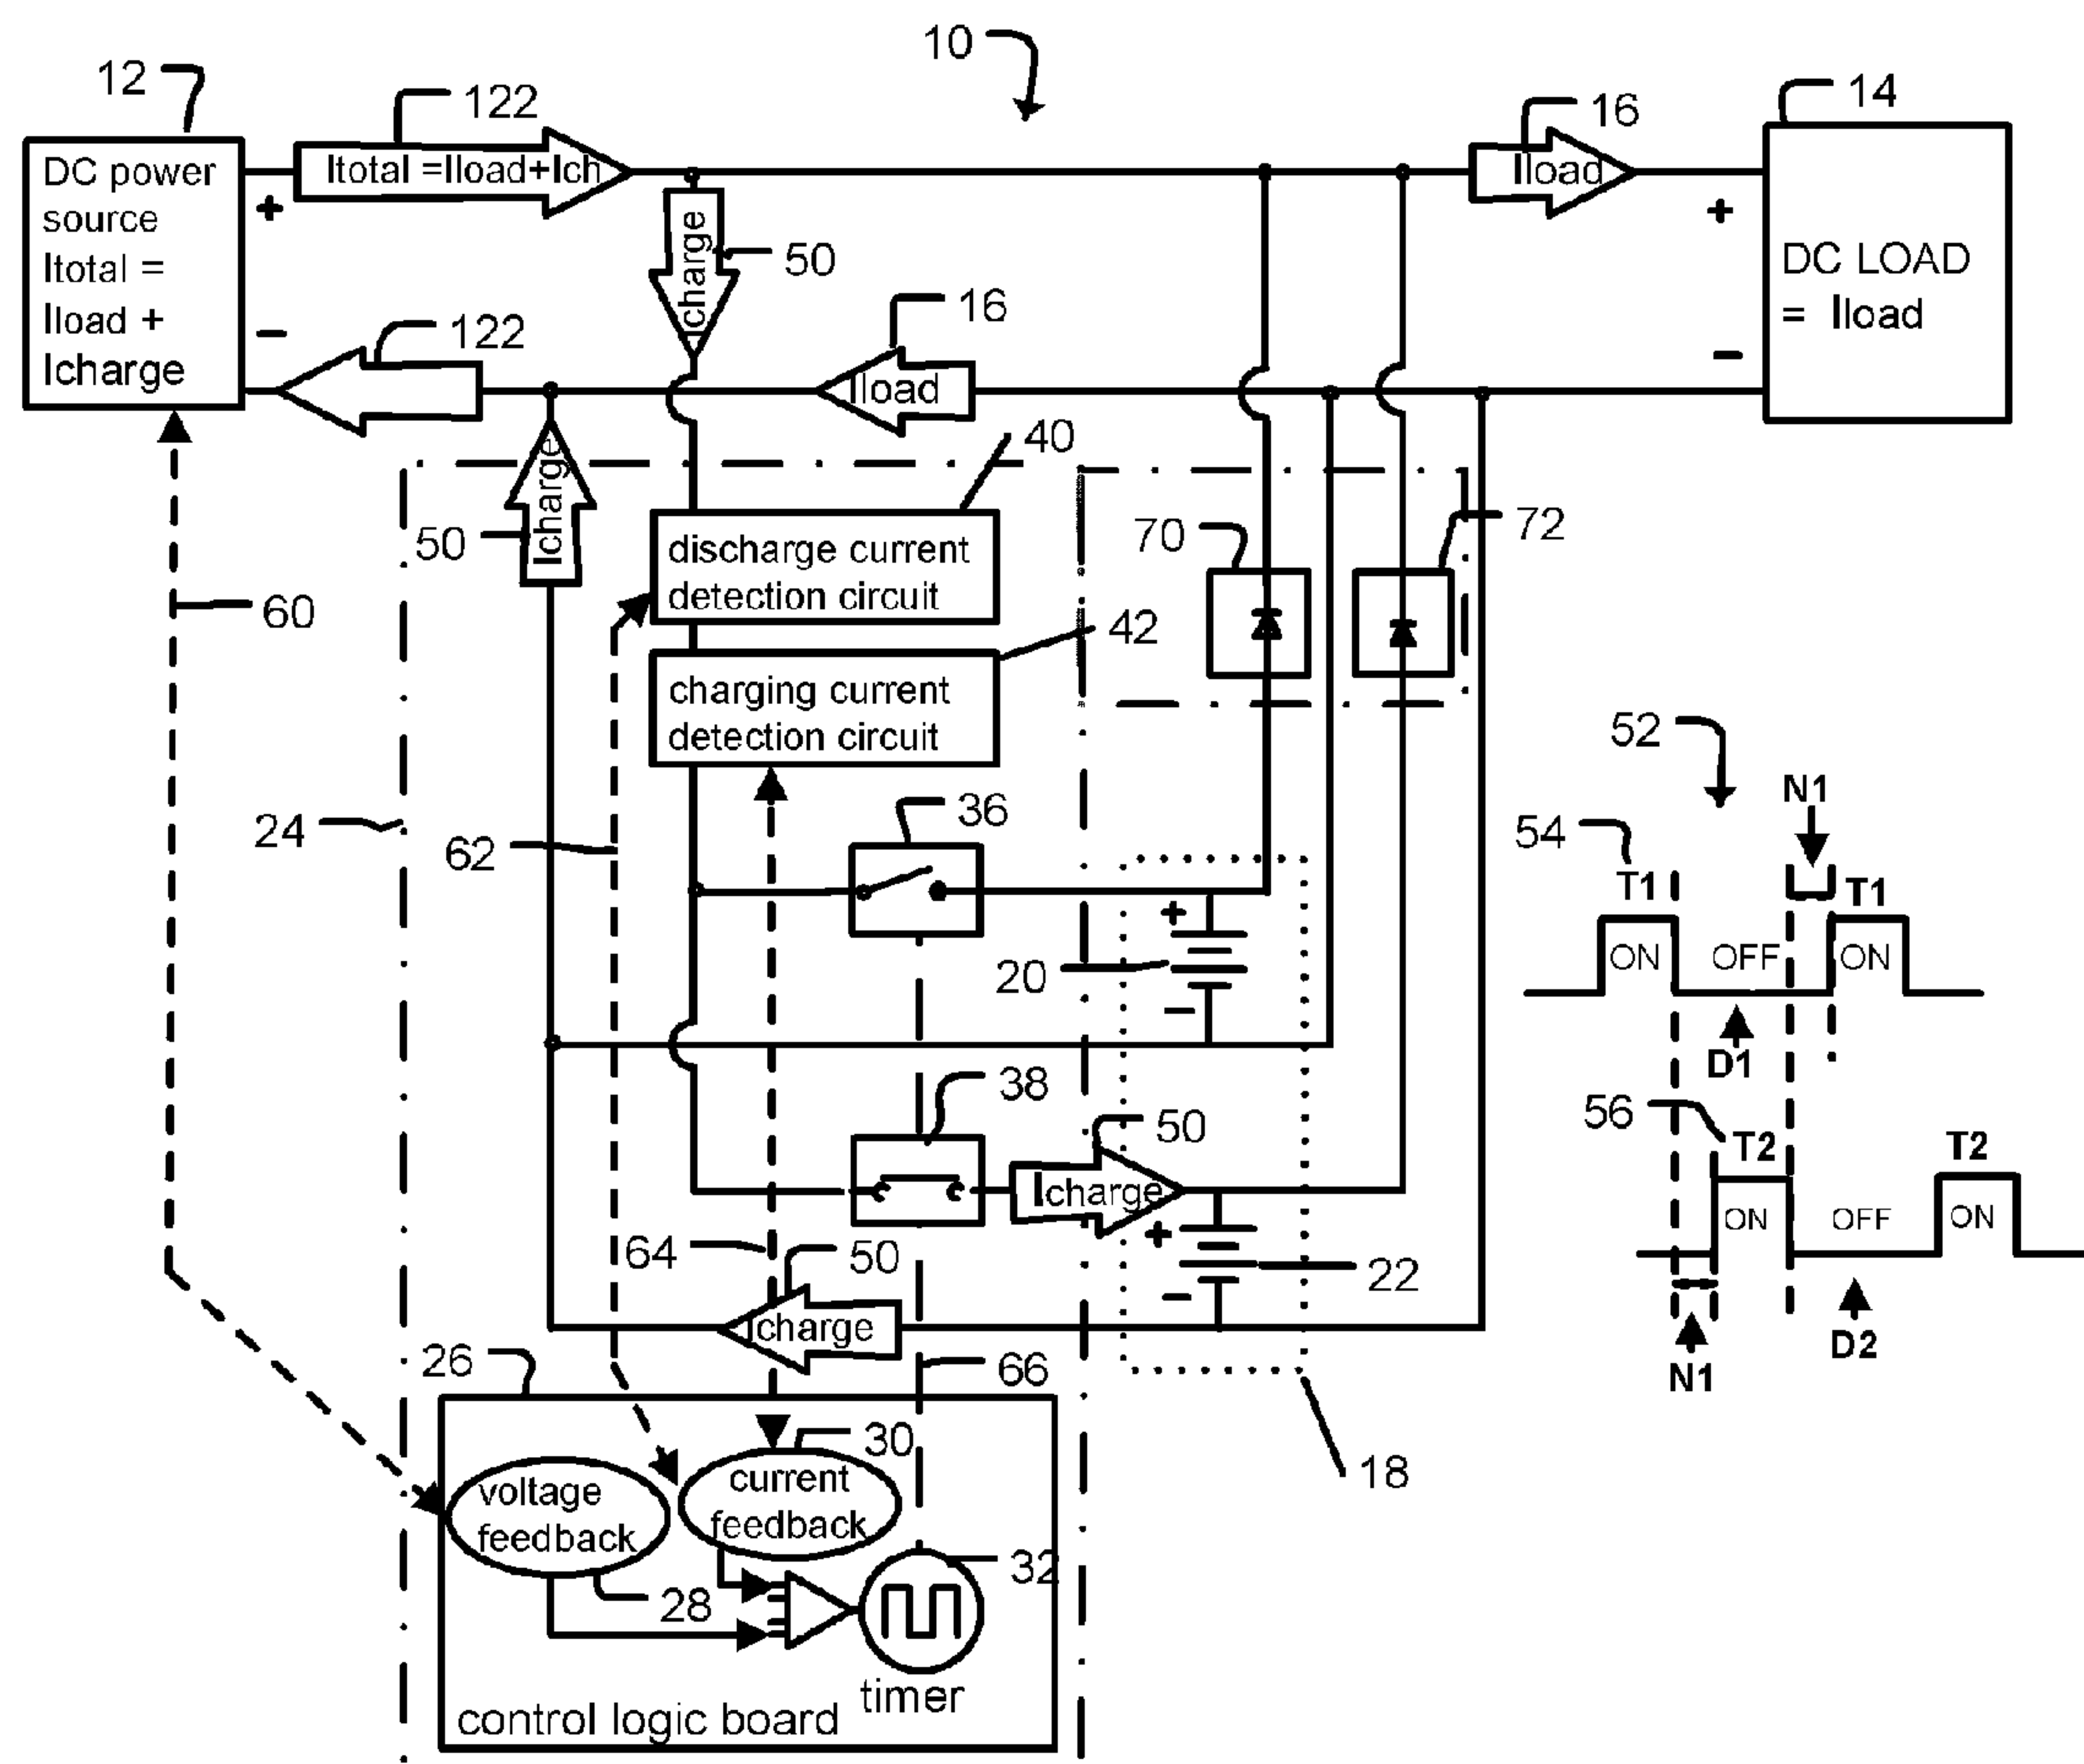 10
12
122
16
14
DC power
source
Itotal =
Iload +
Icharge
+
−
Itotal =Iload+Ich
Icharge
50
Iload
+
−
DC LOAD
= Iload
122
16
Iload
Icharge
50
40
discharge current
detection circuit
42
charging current
detection circuit
70
72
60
24
62
36
52
N1
54
T1
T1
ON
OFF
ON
D1
20
+
−
38
50
Icharge
56
T2
T2
ON
OFF
ON
N1
D2
64
50
Icharge
+
−
22
26
66
18
30
voltage
feedback
current
feedback
28
32
timer
control logic board